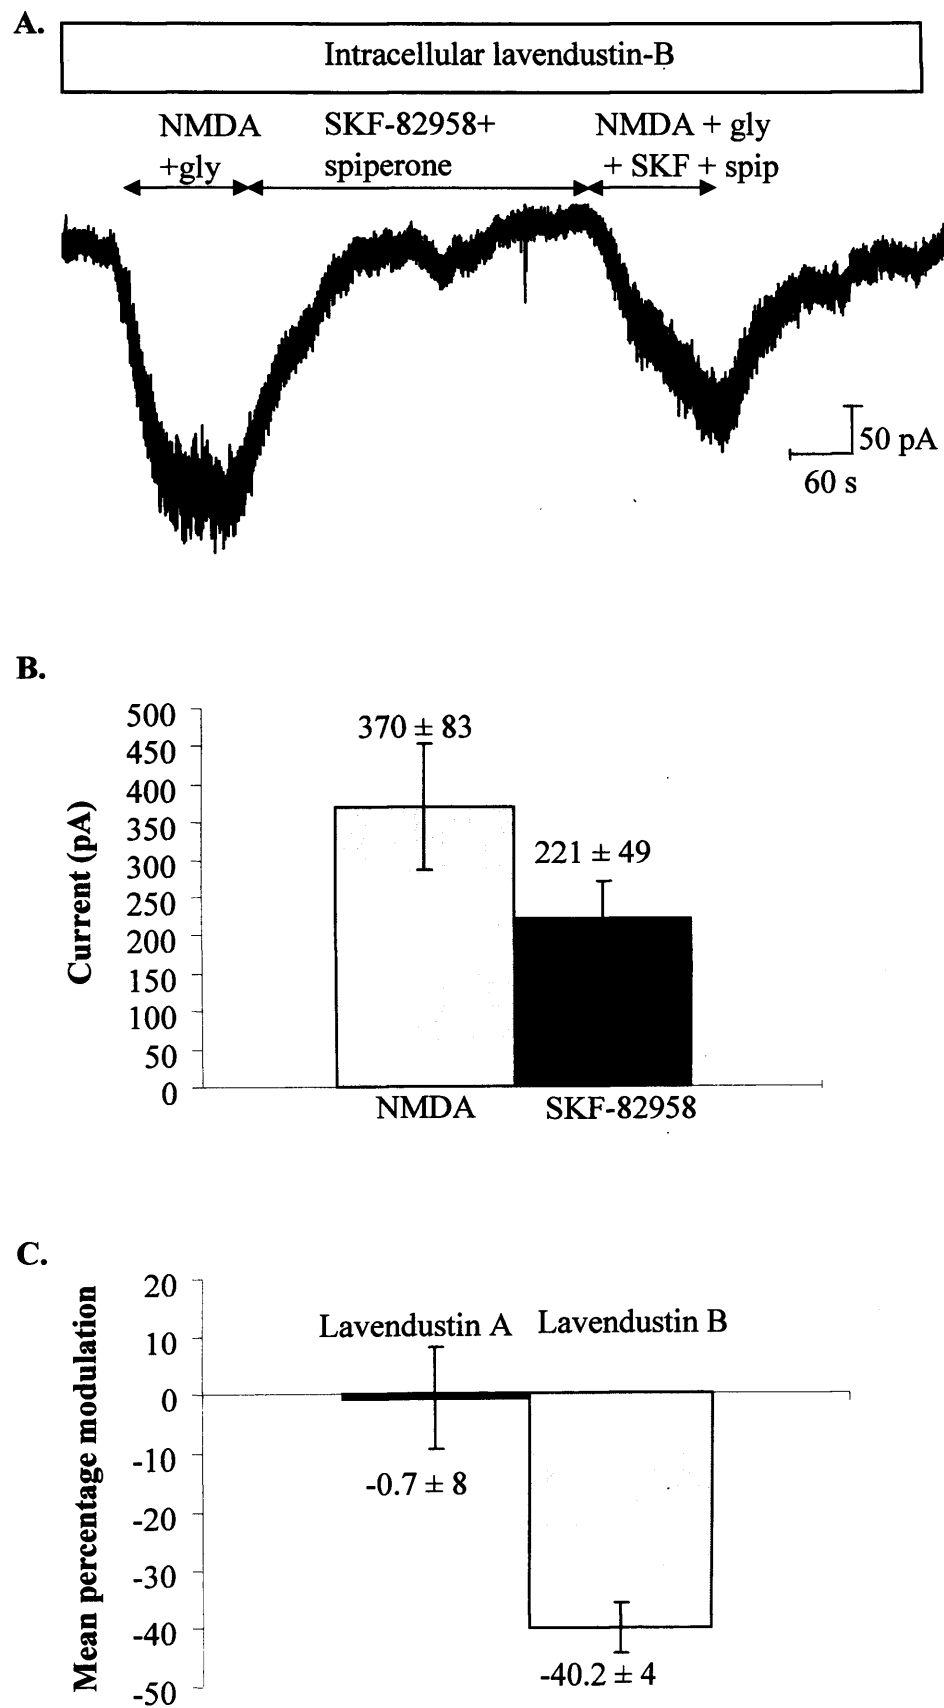 A.
Intracellular lavendustin-B
NMDA
+gly
SKF-82958+
spiperone
NMDA + gly
+ SKF + spip
50 pA
60 s
B.
Current (pA)
500
450
400
350
300
250
200
150
100
50
0
370 ± 83
221 ± 49
NMDA
SKF-82958
C.
Mean percentage modulation
20
10
0
-10
-20
-30
-40
-50
Lavendustin A
Lavendustin B
-0.7 ± 8
-40.2 ± 4